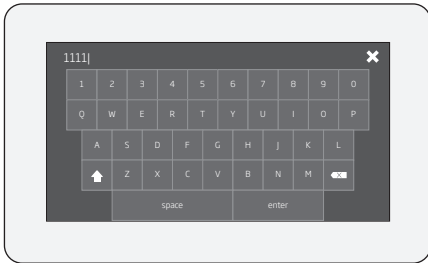 1111
1 2 3 4 5 6 7 8 9 0
Q W E R T Y U I O P
A S D F G H J K L
Z X C V B N M X
space enter